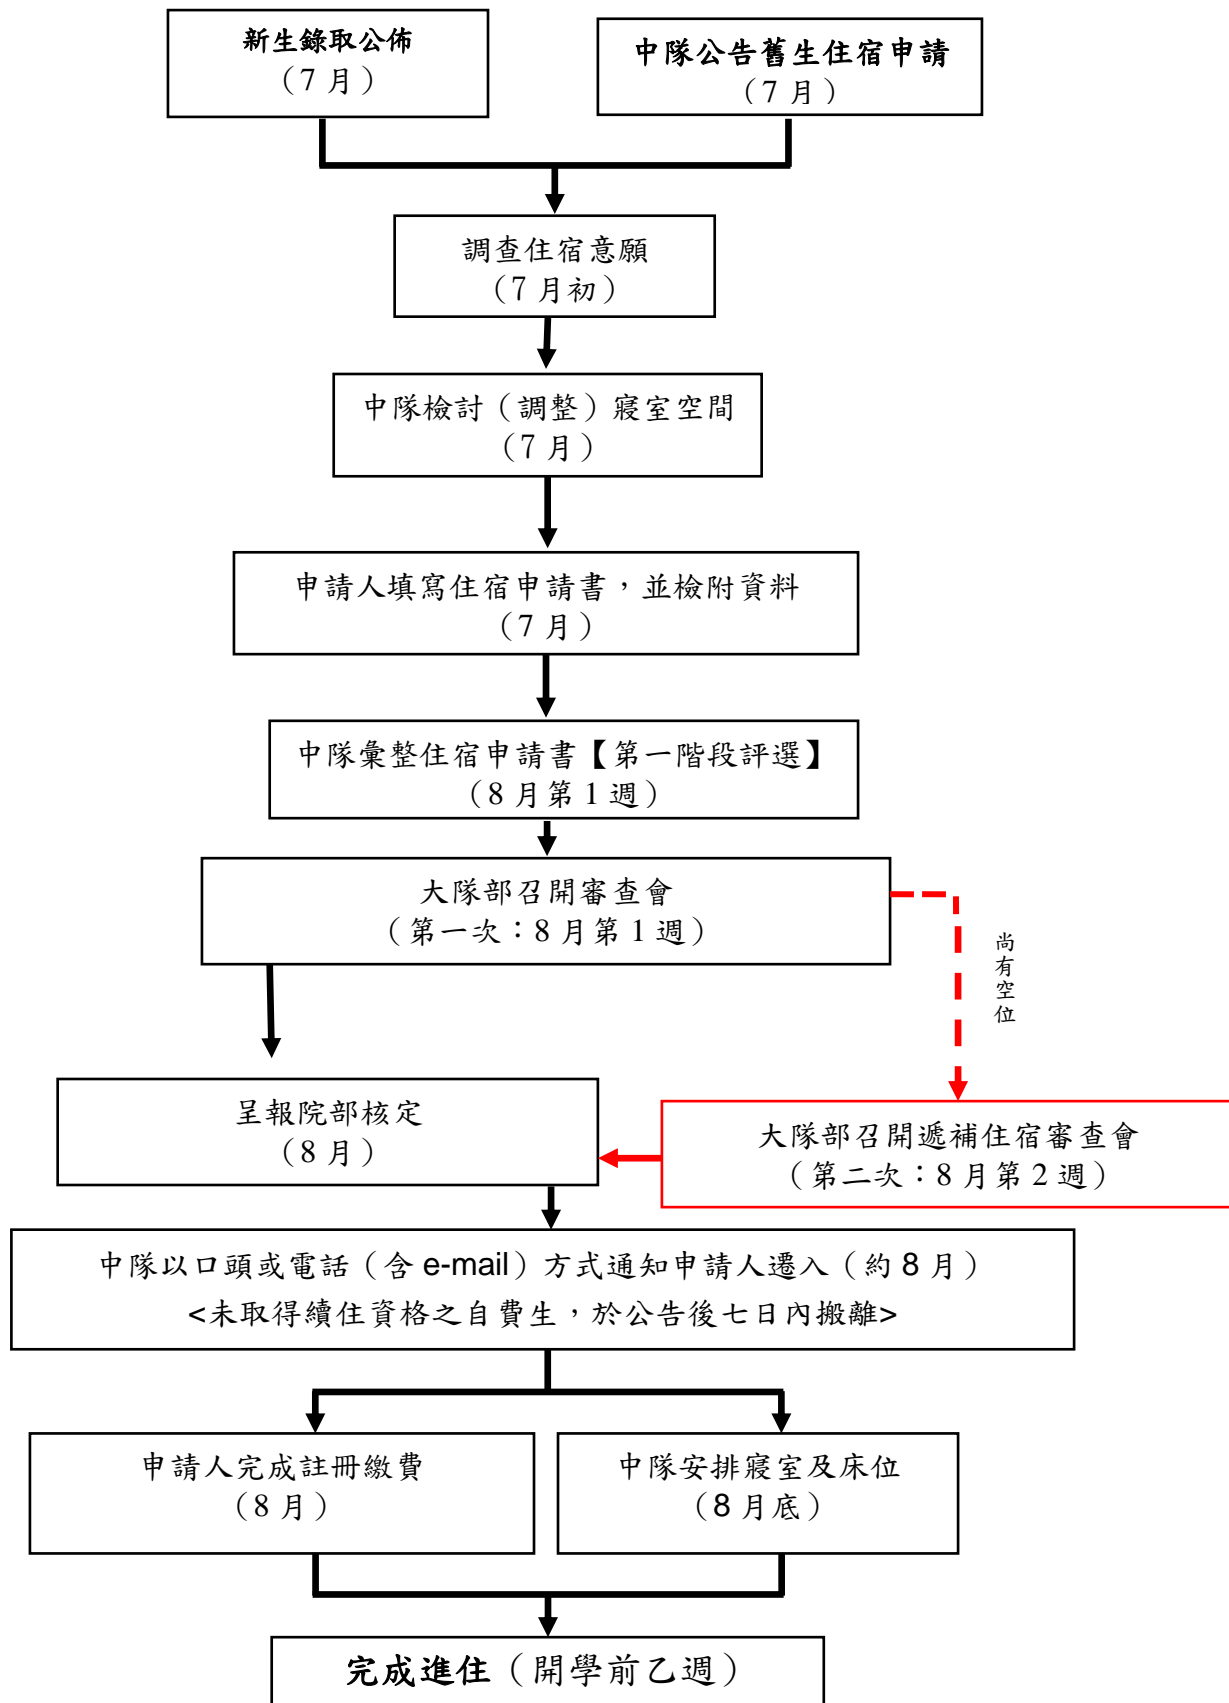 新生錄取公佈
（7 月）
中隊公告舊生住宿申請
（7 月）
調查住宿意願
（7 月初）
中隊檢討（調整）寢室空間
（7 月）
申請人填寫住宿申請書，並檢附資料
（7 月）
中隊彙整住宿申請書【第一階段評選】
（8 月第 1 週）
大隊部召開審查會
（第一次：8 月第 1 週）
尚有空位
呈報院部核定
（8 月）
大隊部召開遞補住宿審查會
（第二次：8 月第 2 週）
中隊以口頭或電話（含 e-mail）方式通知申請人遷入（約 8 月）
<未取得續住資格之自費生，於公告後七日內搬離>
申請人完成註冊繳費
（8 月）
中隊安排寢室及床位
（8 月底）
完成進住（開學前乙週）